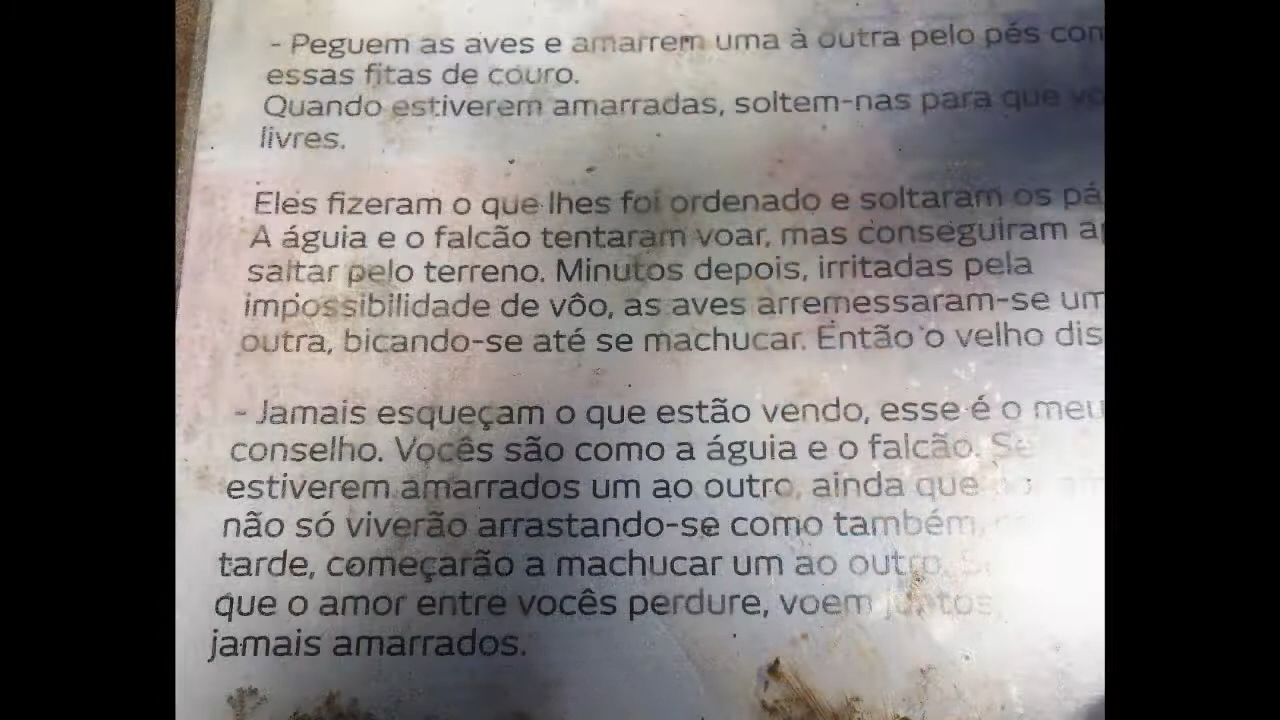 - Peguem as aves e amarrem uma à outra pelo pés
essas fitas de couro.
Quando estiverem amarradas, soltem-nas para que
livres.
Eles fizeram o que lhes foi ordenado e soltaram os
A águia e o falcão tentaram voar, mas conseguiram
saltar pelo terreno. Minutos depois, irritadas pela
impossibilidade de vôo, as aves arremessaram-se
outra, bicando-se até se machucar. Então o velho
- Jamais esqueçam o que estão vendo, esse é o meu
conselho. Vocês são como a águia e o falcão. Se
estiverem amarrados um ao outro, ainda que
não só viverão arrastando-se como também,
tarde, começarão a machucar um ao outro.
que o amor entre vocês perdure, voem juntos,
jamais amarrados.